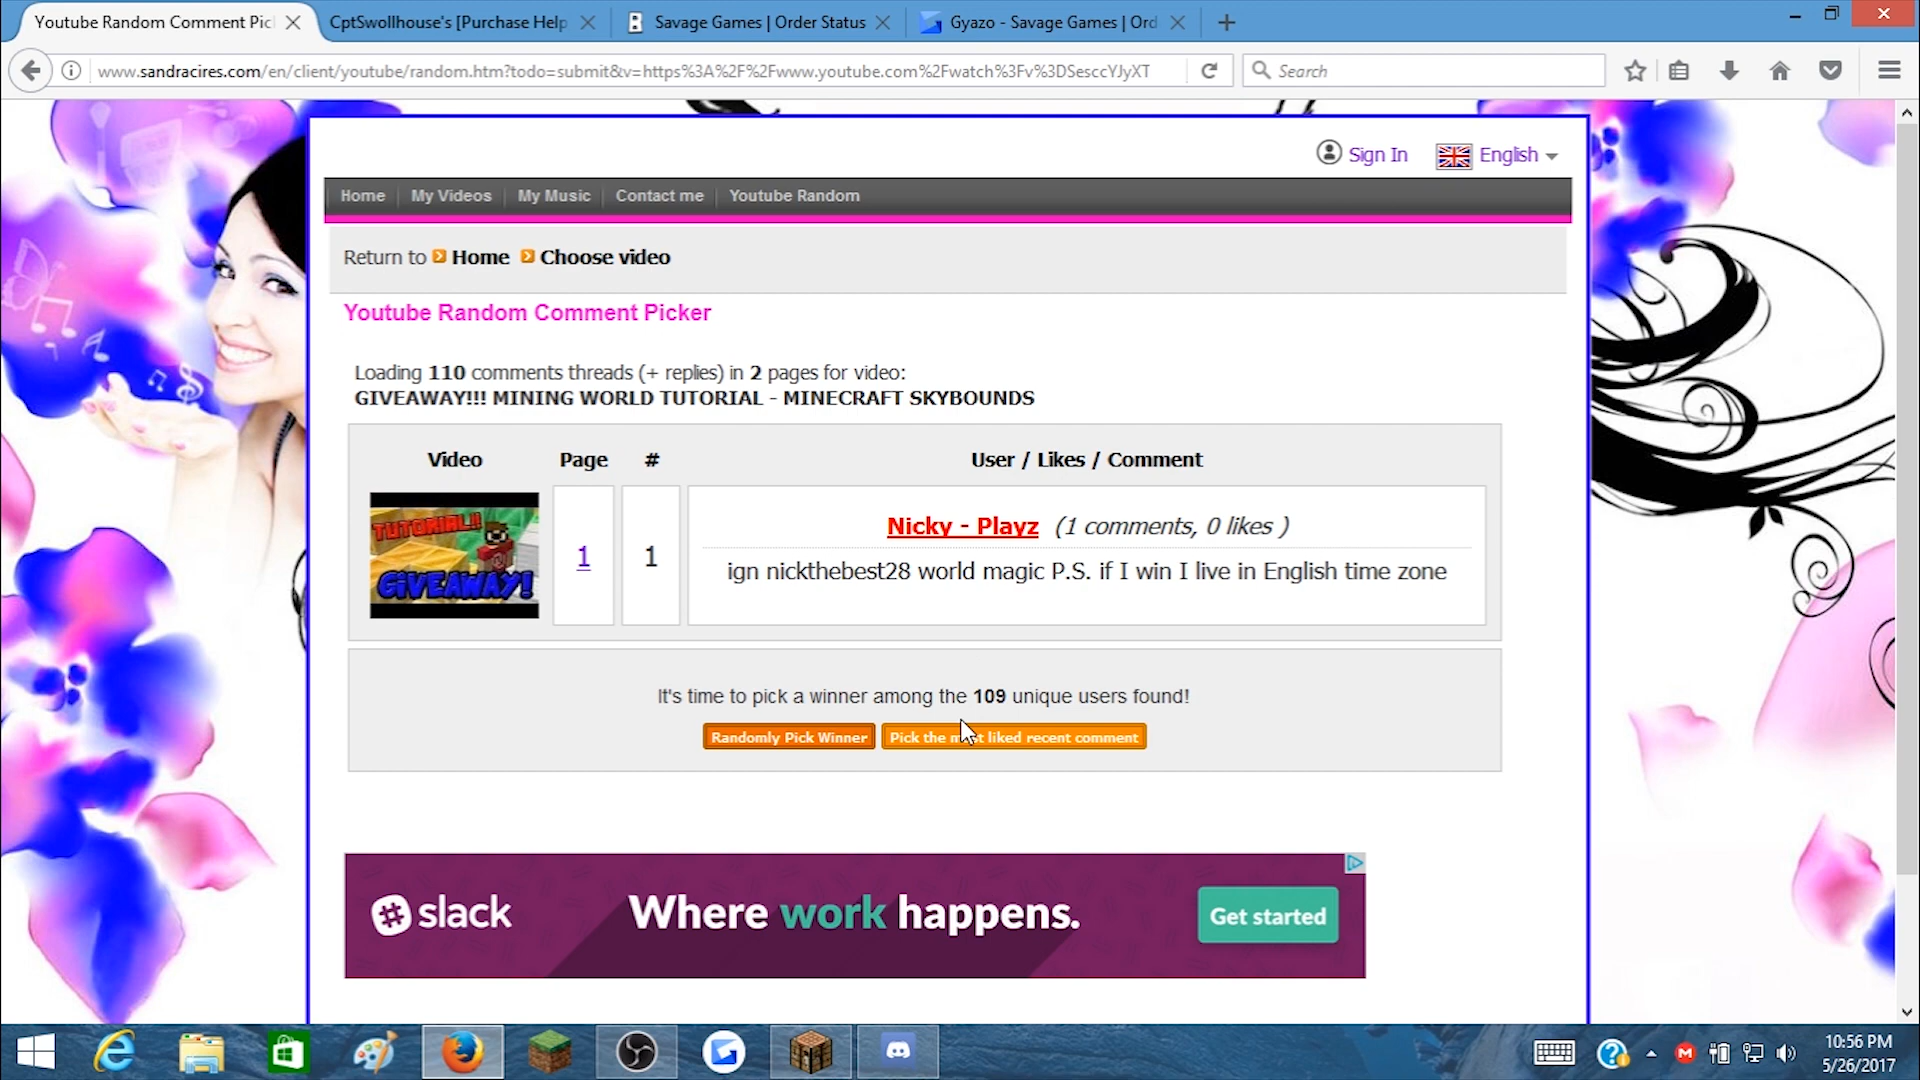 Youtube Random Comment Pic
CptSwollhouse's [Purchase Help
Savage Games | Order Status
Gyazo - Savage Games | Ord
www.sandracires.com/en/client/youtube/random.htm?todo=submit&v=https%3A%2F%2Fwww.youtube.com%2Fwatch%3Fv%3DSesccYJyXT
Search
Sign In
English
Home
My Videos
My Music
Contact me
Youtube Random
Return to Home Choose video
Youtube Random Comment Picker
Loading 110 comments threads (+ replies) in 2 pages for video:
GIVEAWAY!!! MINING WORLD TUTORIAL - MINECRAFT SKYBOUNDS
Video Page # User / Likes / Comment
TUTORIAL!!
GIVEAWAY!
1
1
Nicky - Playz (1 comments, 0 likes )
ign nickthebest28 world magic P.S. if I win I live in English time zone
It's time to pick a winner among the 109 unique users found!
Randomly Pick Winner
Pick the most liked recent comment
slack
Where work happens.
Get started
10:56 PM
5/26/2017